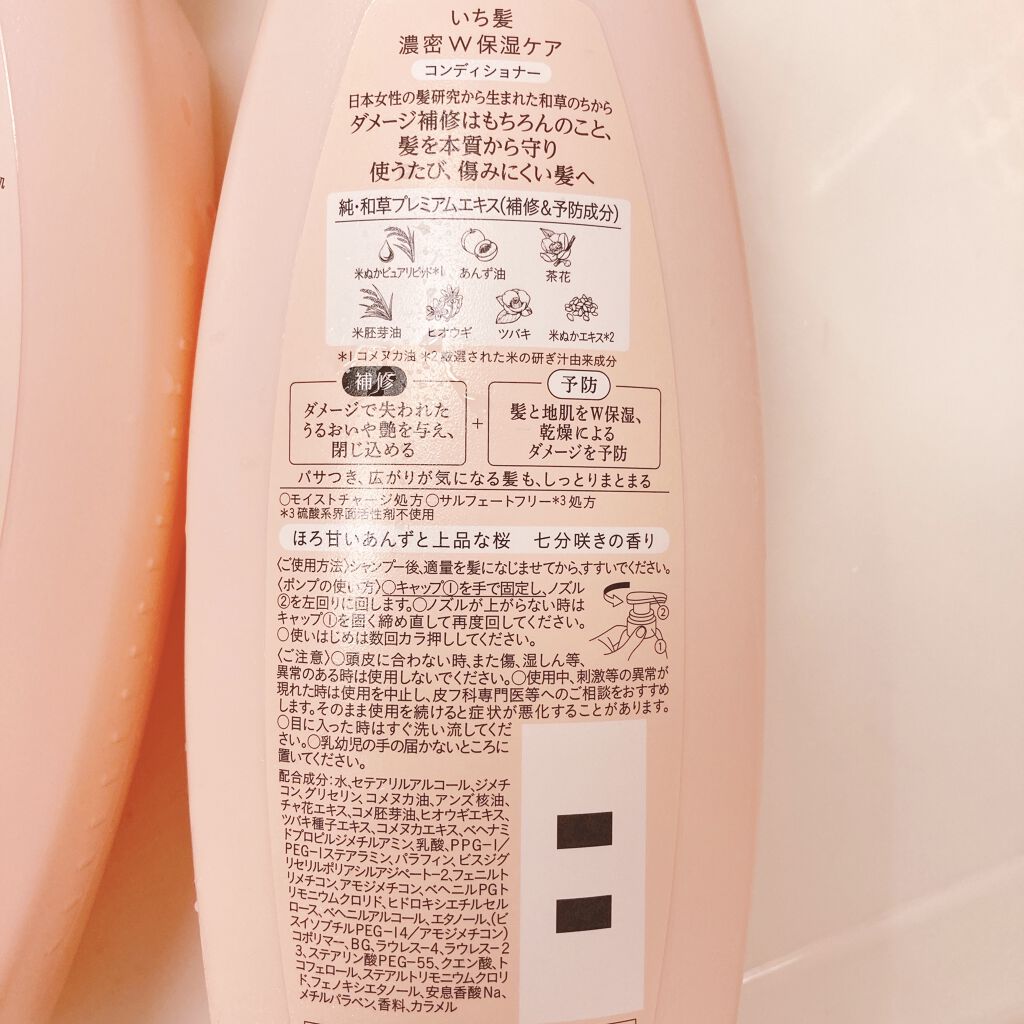 いち髪
濃密W保湿ケア
コンディショナー
日本女性の髪研究から生まれた和草のちから
ダメージ補修はもちろんのこと、
髪を本質から守り
使うたび、傷みにくい髪へ
純・和草プレミアムエキス(補修&予防成分)
米ぬかピュアリピッド*1 あんず油 茶花
米胚芽油 ヒオウギ ツバキ 米ぬかエキス*2
*1 コメヌカ油 *2 厳選された米の研ぎ汁由来成分
補修
ダメージで失われた
うるおいや艶を与え、
閉じ込める
+
予防
髪と地肌をW保湿、
乾燥による
ダメージを予防
パサつき、広がりが気になる髪も、しっとりまとまる
○モイストチャージ処方○サルフェートフリー*3処方
*3 硫酸系界面活性剤不使用
ほろ甘いあんずと上品な桜 七分咲きの香り
〈ご使用方法〉シャンプー後、適量を髪になじませてから、すすいでください。
〈ポンプの使い方〉○キャップ①を手で固定し、ノズル
②を左回りに回します。○ノズルが上がらない時は
キャップ①を固く締め直して再度回してください。
○使いはじめは数回カラ押ししてください。
②
①
〈ご注意〉○頭皮に合わない時、また傷、湿しん等、
異常のある時は使用しないでください。○使用中、刺激等の異常が
現れた時は使用を中止し、皮フ科専門医等へのご相談をおすすめ
します。そのまま使用を続けると症状が悪化することがあります。
○目に入った時はすぐ洗い流してくだ
さい。○乳幼児の手の届かないところに
置いてください。
配合成分:水、セテアリルアルコール、ジメチ
コン、グリセリン、コメヌカ油、アンズ核油、
チャ花エキス、コメ胚芽油、ヒオウギエキス、
ツバキ種子エキス、コメヌカエキス、ベヘナミ
ドプロピルジメチルアミン、乳酸、PPG-1/
PEG-1ステアラミン、パラフィン、ビスジグ
リセリルポリアシルアジペート-2、フェニルト
リメチコン、アモジメチコン、ベヘニルPGト
リモニウムクロリド、ヒドロキシエチルセル
ロース、ベヘニルアルコール、エタノール、(ビ
スイソブチルPEG-14/アモジメチコン)
コポリマー、BG、ラウレス-4、ラウレス-2
3、ステアリン酸PEG-55、クエン酸、ト
コフェロール、ステアルトリモニウムクロリ
ド、フェノキシエタノール、安息香酸Na、
メチルパラベン、香料、カラメル